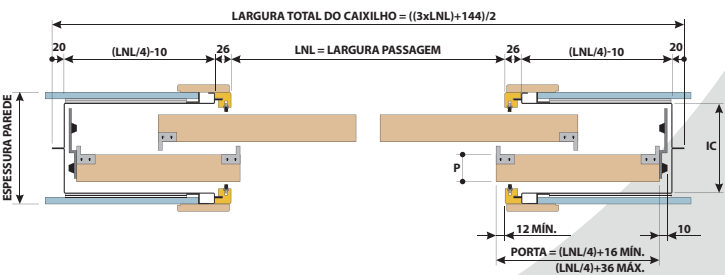 LARGURA TOTAL DO CAIXILHO = ((3xLNL)+144)/2
20
(LNL/4)-10
26
LNL = LARGURA PASSAGEM
26
(LNL/4)-10
20
ESPESSURA PAREDE
IC
P
12 MÍN.
10
PORTA = (LNL/4)+16 MÍN.
(LNL/4)+36 MÁX.